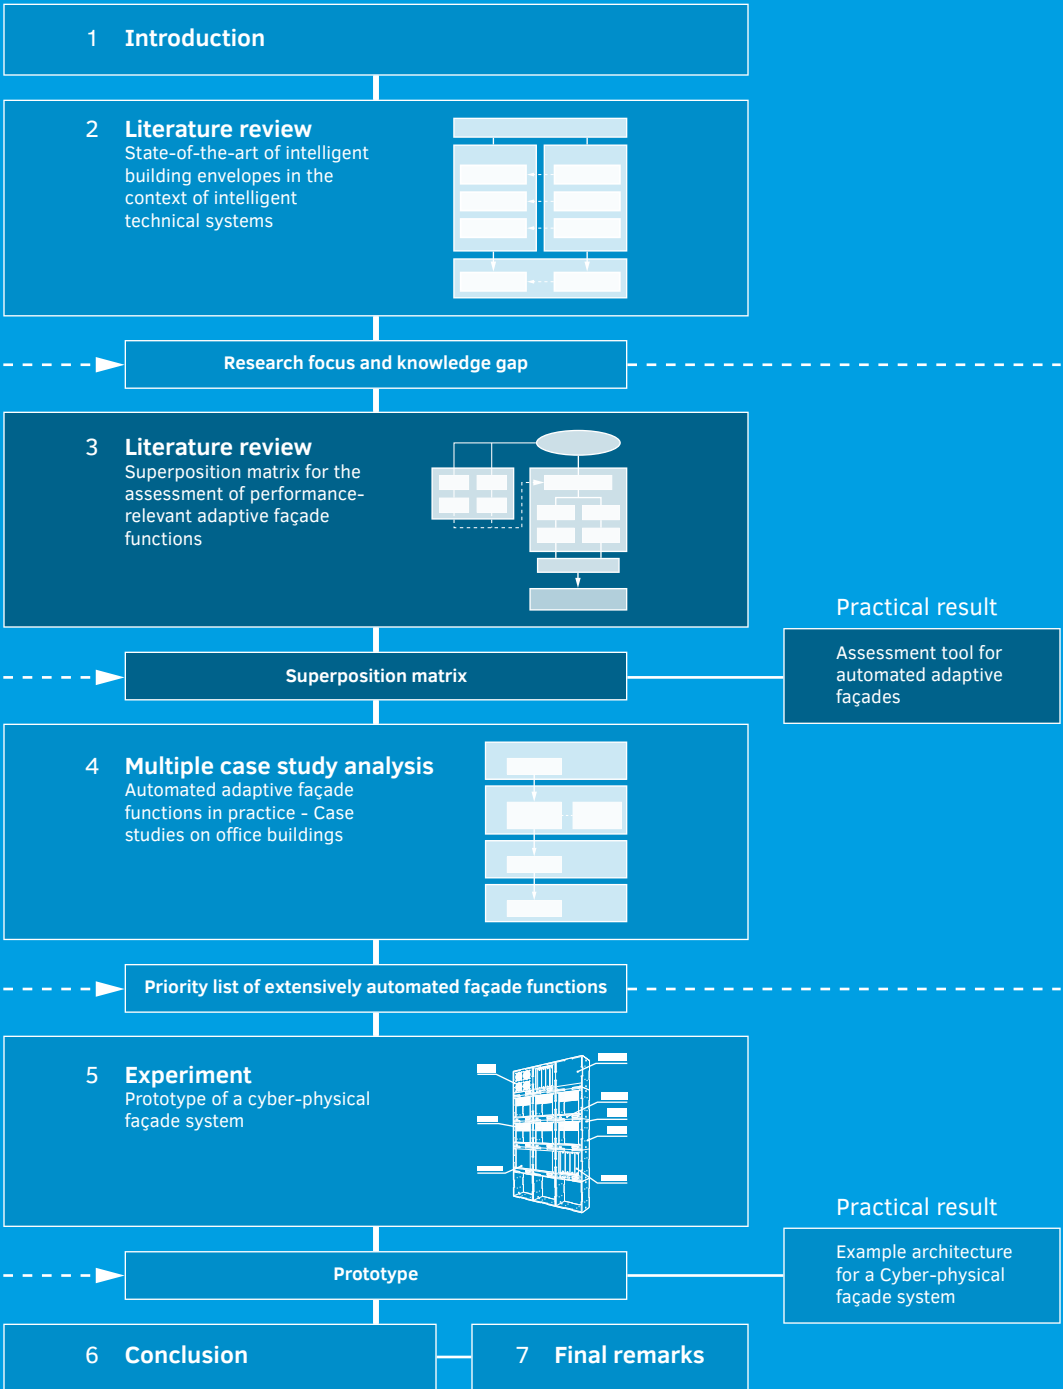 1 Introduction
2 Literature review
State-of-the-art of intelligent
building envelopes in the
context of intelligent
technical systems
Research focus and knowledge gap
3 Literature review
Superposition matrix for the
assessment of performance-
relevant adaptive façade
functions
Practical result
Assessment tool for
automated adaptive
façades
Superposition matrix
4 Multiple case study analysis
Automated adaptive façade
functions in practice - Case
studies on office buildings
Priority list of extensively automated façade functions
5 Experiment
Prototype of a cyber-physical
façade system
Practical result
Example architecture
for a Cyber-physical
façade system
Prototype
6 Conclusion
7 Final remarks